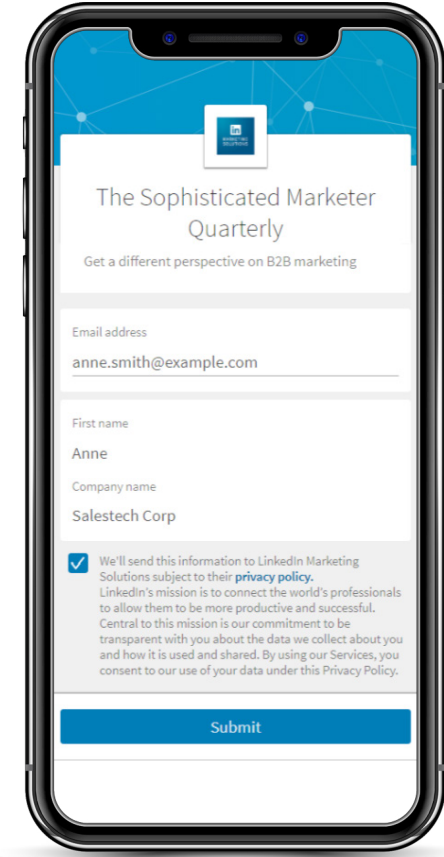 in
MARKETING
SOLUTIONS
The Sophisticated Marketer
Quarterly
Get a different perspective on B2B marketing
Email address
anne.smith@example.com
First name
Anne
Company name
Salestech Corp
We'll send this information to LinkedIn Marketing
Solutions subject to their privacy policy.
LinkedIn's mission is to connect the world's professionals
to allow them to be more productive and successful.
Central to this mission is our commitment to be
transparent with you about the data we collect about you
and how it is used and shared. By using our Services, you
consent to our use of your data under this Privacy Policy.
Submit